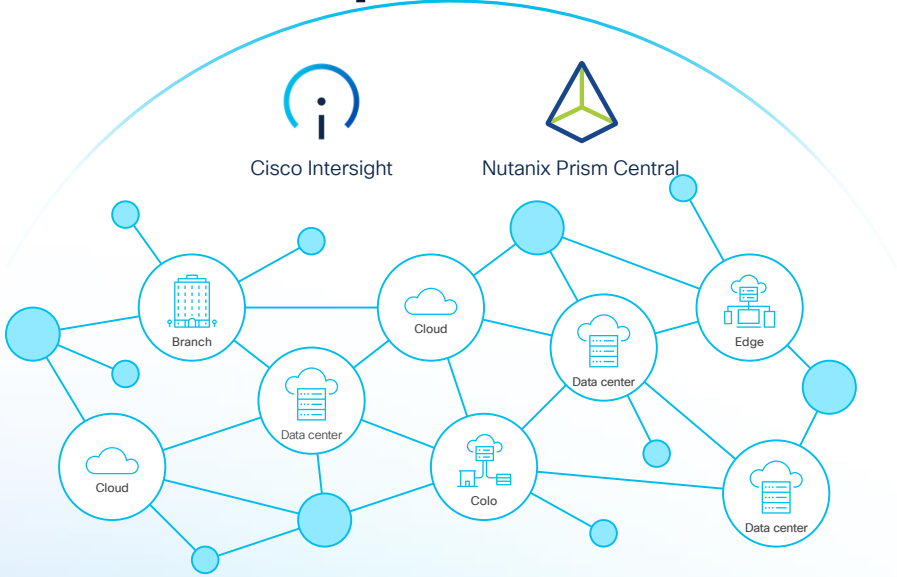 Cisco Intersight
Nutanix Prism Central
Branch
Cloud
Edge
Data center
Data center
Cloud
Colo
Data center